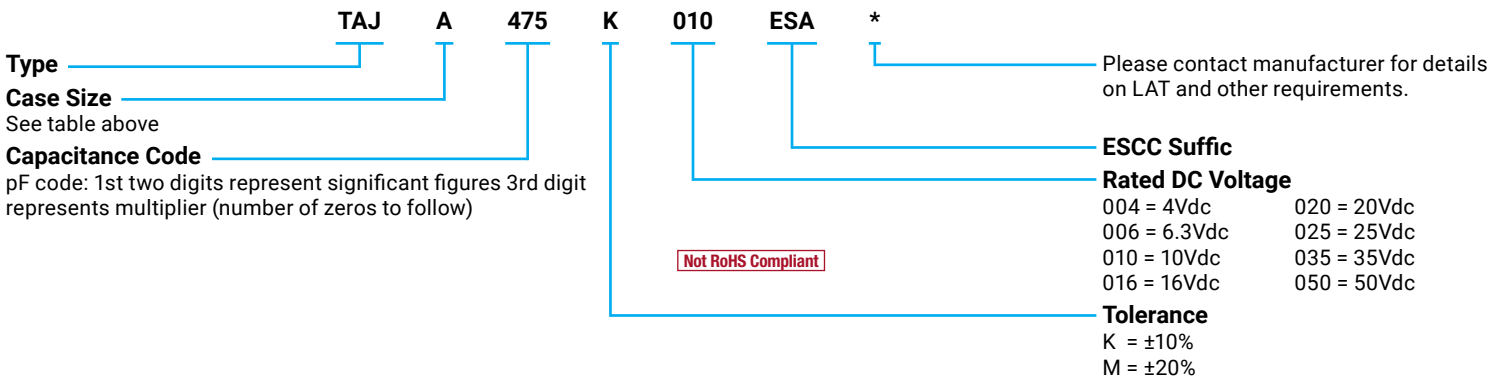 TAJ A 475 K 010 ESA *
Type
Case Size
See table above
Capacitance Code
pF code: 1st two digits represent significant figures 3rd digit
represents multiplier (number of zeros to follow)
Not RoHS Compliant
Please contact manufacturer for details
on LAT and other requirements.
ESCC Suffic
Rated DC Voltage
004 = 4Vdc 020 = 20Vdc
006 = 6.3Vdc 025 = 25Vdc
010 = 10Vdc 035 = 35Vdc
016 = 16Vdc 050 = 50Vdc
Tolerance
K = ±10%
M = ±20%